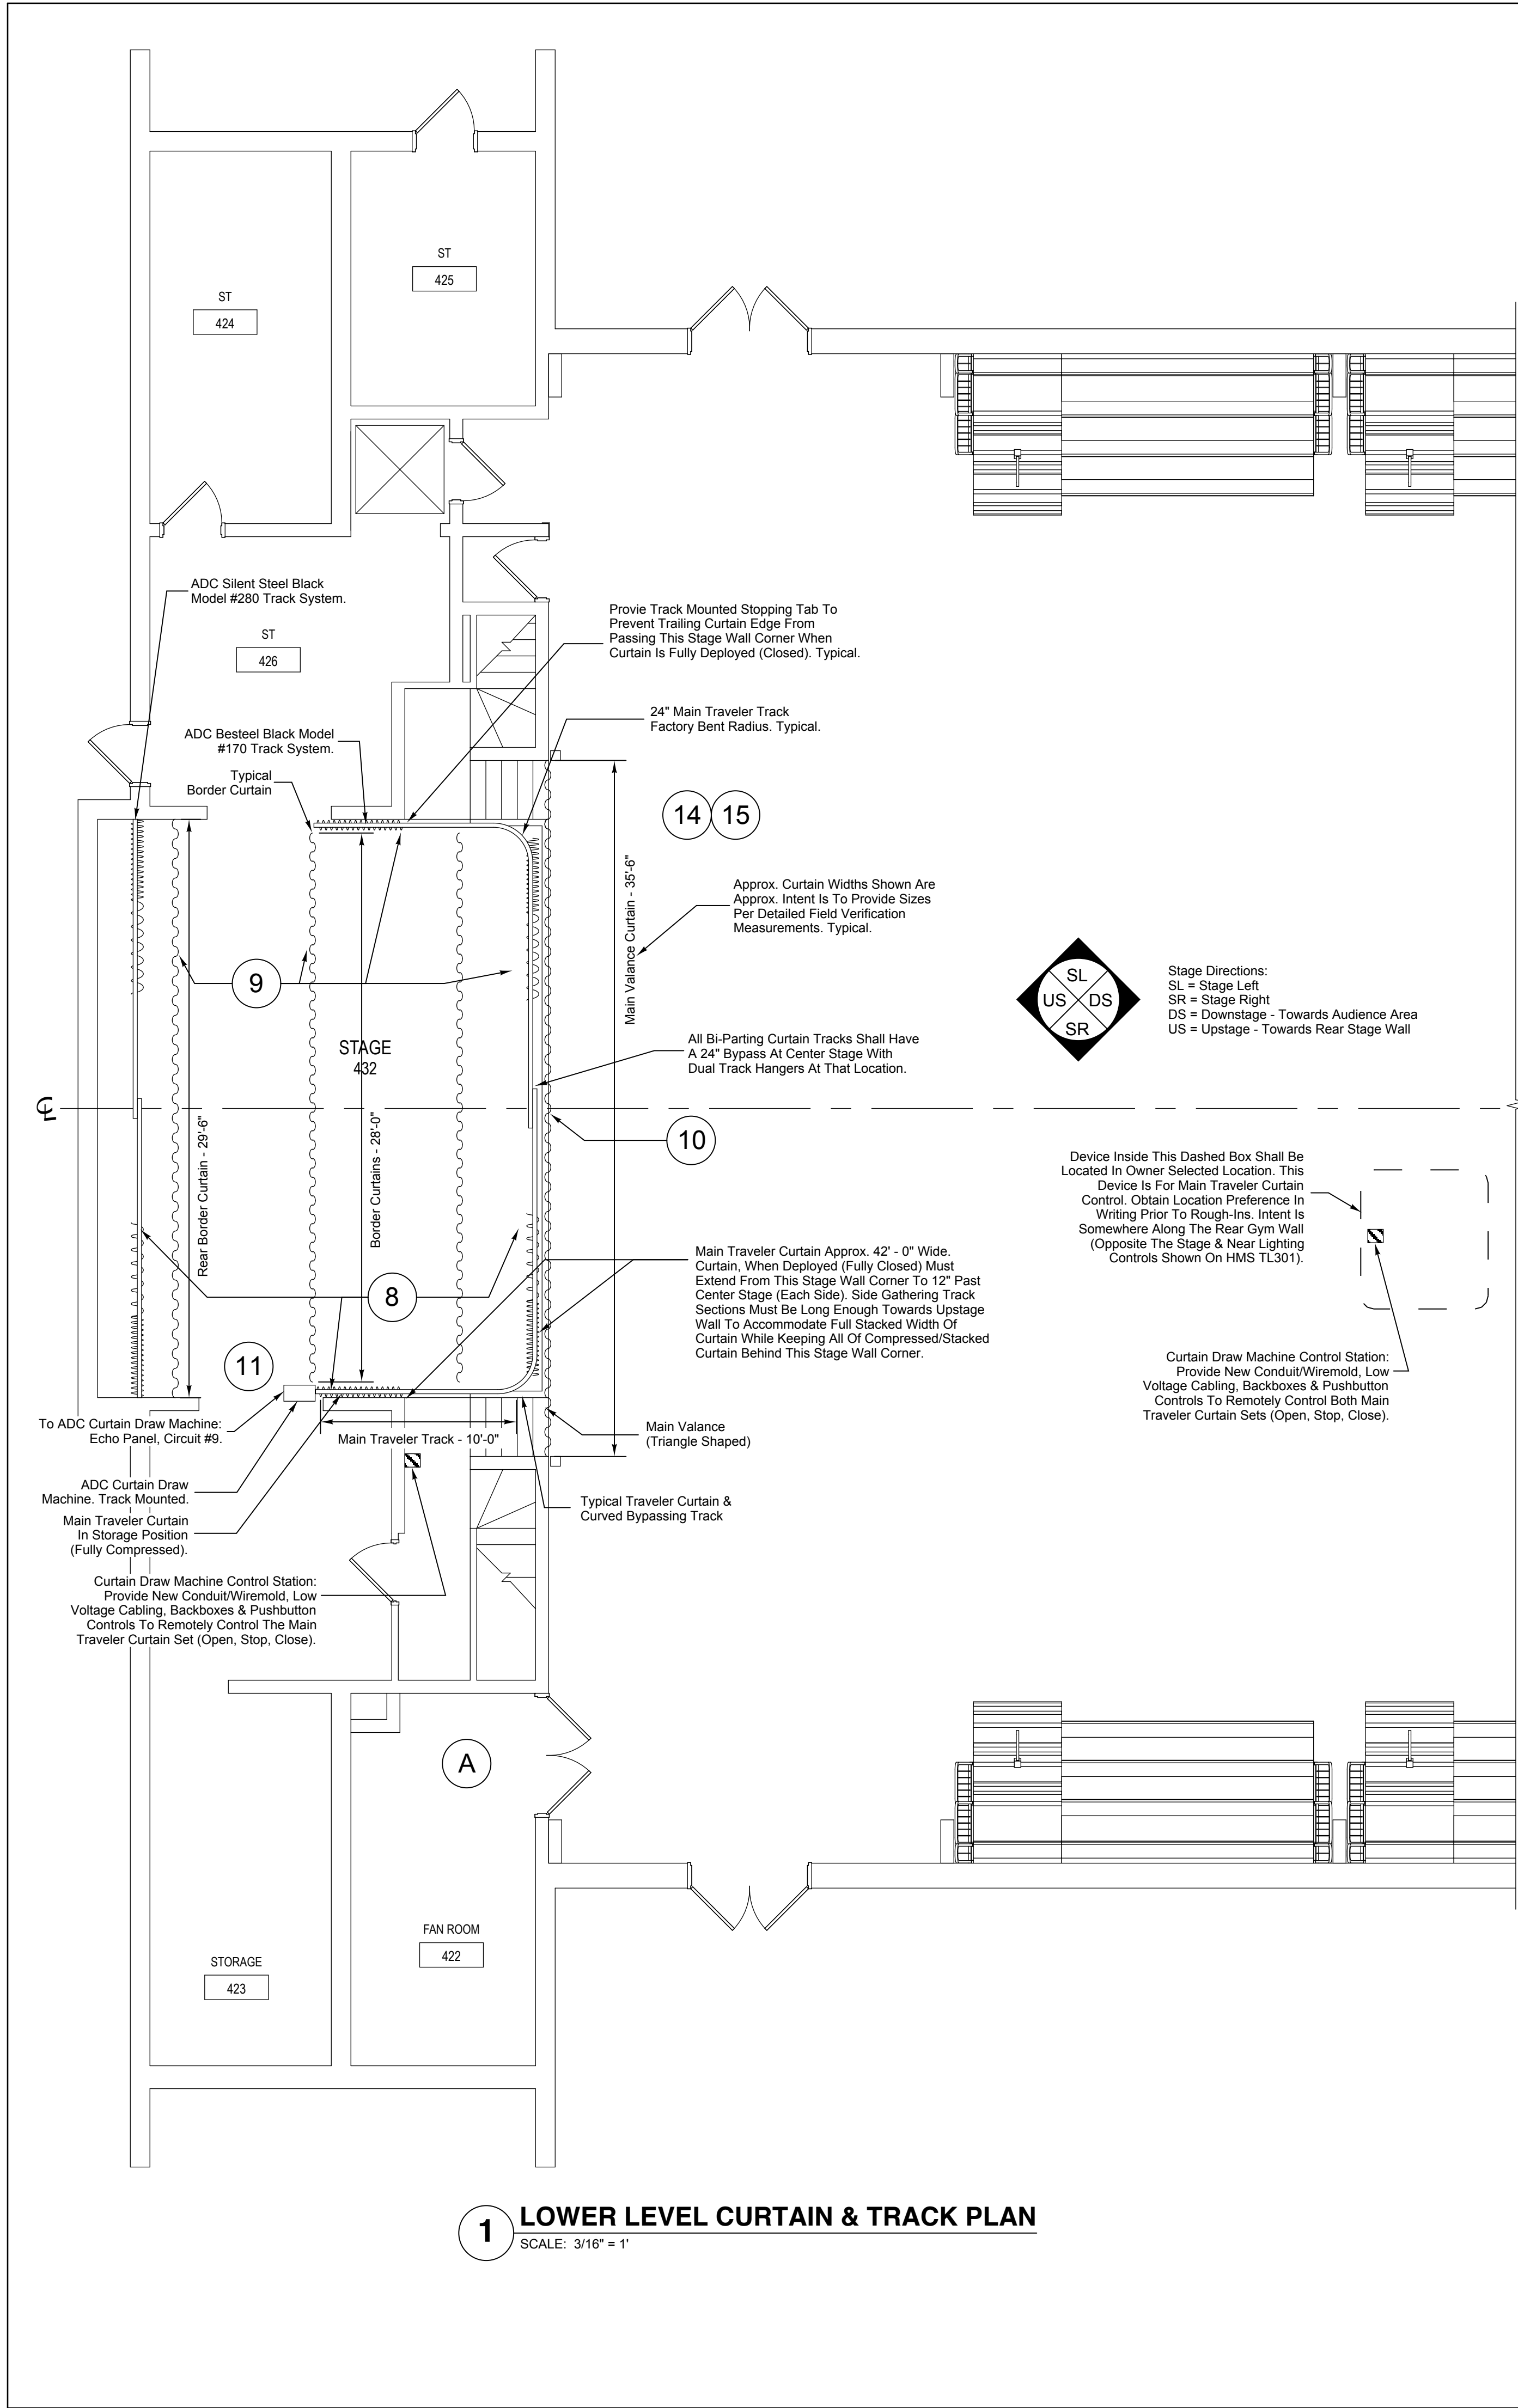 ST
425
ST
424
ADC Silent Steel Black
Model #280 Track System.
ST
426
Provie Track Mounted Stopping Tab To
Prevent Trailing Curtain Edge From
Passing This Stage Wall Corner When
Curtain Is Fully Deployed (Closed). Typical.
24" Main Traveler Track
Factory Bent Radius. Typical.
ADC Besteel Black Model
#170 Track System.
Typical
Border Curtain
14
15
Main Valance Curtain - 35'-6"
Approx. Curtain Widths Shown Are
Approx. Intent Is To Provide Sizes
Per Detailed Field Verification
Measurements. Typical.
9
SL
US
DS
SR
Stage Directions:
SL = Stage Left
SR = Stage Right
DS = Downstage - Towards Audience Area
US = Upstage - Towards Rear Stage Wall
STAGE
432
All Bi-Parting Curtain Tracks Shall Have
A 24" Bypass At Center Stage With
Dual Track Hangers At That Location.
CL
10
Rear Border Curtain - 29'-6"
Border Curtains - 28'-0"
Device Inside This Dashed Box Shall Be
Located In Owner Selected Location. This
Device Is For Main Traveler Curtain
Control. Obtain Location Preference In
Writing Prior To Rough-Ins. Intent Is
Somewhere Along The Rear Gym Wall
(Opposite The Stage & Near Lighting
Controls Shown On HMS TL301).
Main Traveler Curtain Approx. 42' - 0" Wide.
Curtain, When Deployed (Fully Closed) Must
Extend From This Stage Wall Corner To 12" Past
Center Stage (Each Side). Side Gathering Track
Sections Must Be Long Enough Towards Upstage
Wall To Accommodate Full Stacked Width Of
Curtain While Keeping All Of Compressed/Stacked
Curtain Behind This Stage Wall Corner.
8
11
Curtain Draw Machine Control Station:
Provide New Conduit/Wiremold, Low
Voltage Cabling, Backboxes & Pushbutton
Controls To Remotely Control Both Main
Traveler Curtain Sets (Open, Stop, Close).
To ADC Curtain Draw Machine:
Echo Panel, Circuit #9.
Main Traveler Track - 10'-0"
Main Valance
(Triangle Shaped)
ADC Curtain Draw
Machine. Track Mounted.
Typical Traveler Curtain &
Curved Bypassing Track
Main Traveler Curtain
In Storage Position
(Fully Compressed).
Curtain Draw Machine Control Station:
Provide New Conduit/Wiremold, Low
Voltage Cabling, Backboxes & Pushbutton
Controls To Remotely Control The Main
Traveler Curtain Set (Open, Stop, Close).
A
FAN ROOM
422
STORAGE
423
1
LOWER LEVEL CURTAIN & TRACK PLAN
SCALE: 3/16" = 1'